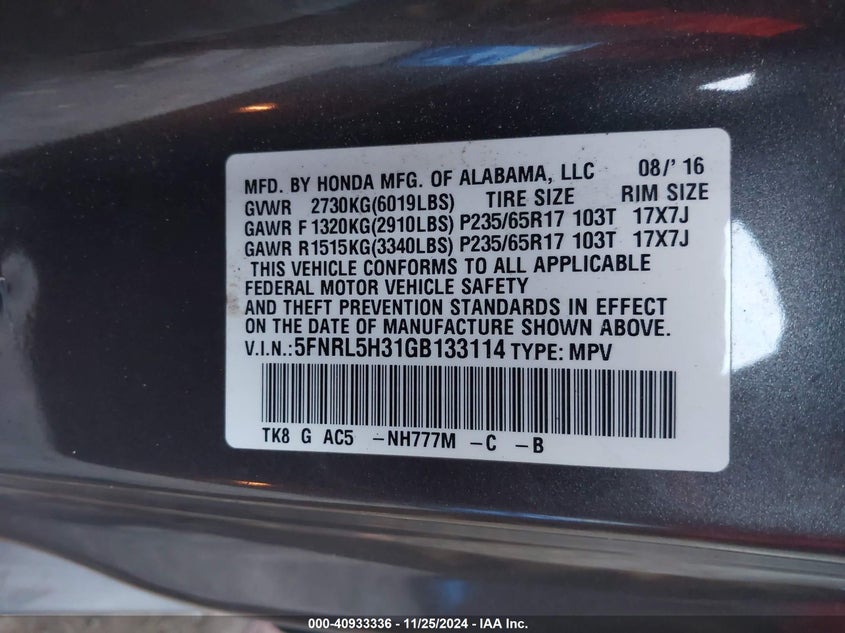 MFD. BY HONDA MFG. OF ALABAMA, LLC 08/' 16
GVWR 2730KG(6019LBS) TIRE SIZE RIM SIZE
GAWR F 1320KG(2910LBS) P235/65R17 103T 17X7J
GAWR R1515KG(3340LBS) P235/65R17 103T 17X7J
THIS VEHICLE CONFORMS TO ALL APPLICABLE
FEDERAL MOTOR VEHICLE SAFETY
AND THEFT PREVENTION STANDARDS IN EFFECT
ON THE DATE OF MANUFACTURE SHOWN ABOVE.
V.I.N.:5FNRL5H31GB133114 TYPE: MPV
TK8 G AC5 –NH777M –C –B
000-40933336 - 11/25/2024 - IAA Inc.